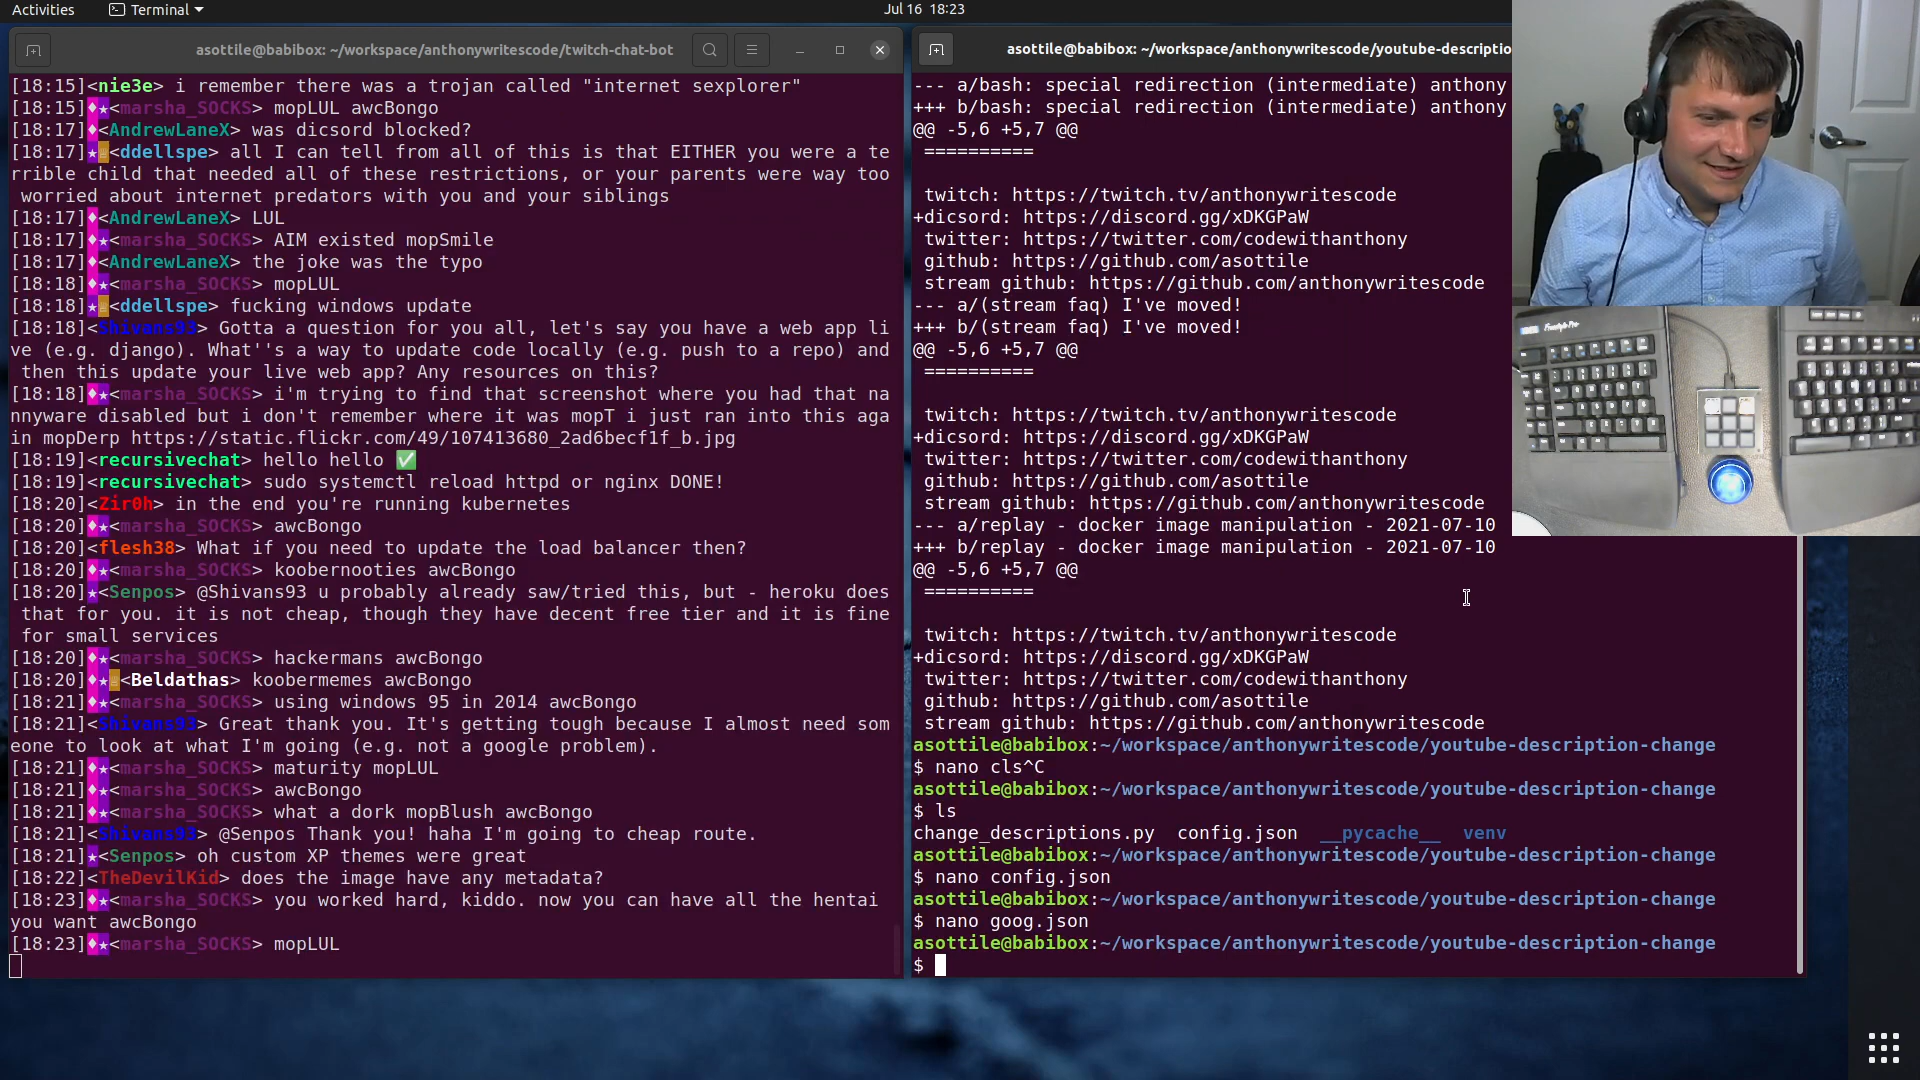 Activities
Terminal
Jul 16  18:23
asottile@babibox: ~/workspace/anthonywritescode/twitch-chat-bot
[18:15]<nie3e> i remember there was a trojan called "internet sexplorer"
[18:15]♦★<marsha_SOCKS> mopLUL awcBongo
[18:17]♦<AndrewLaneX> was dicsord blocked?
[18:17]★<ddellspe> all I can tell from all of this is that EITHER you were a te
rrible child that needed all of these restrictions, or your parents were way too
 worried about internet predators with you and your siblings
[18:17]♦<AndrewLaneX> LUL
[18:17]♦★<marsha_SOCKS> AIM existed mopSmile
[18:17]♦<AndrewLaneX> the joke was the typo
[18:18]♦★<marsha_SOCKS> mopLUL
[18:18]★<ddellspe> fucking windows update
[18:18]<Shivans93> Gotta a question for you all, let's say you have a web app li
ve (e.g. django). What''s a way to update code locally (e.g. push to a repo) and
 then this update your live web app? Any resources on this?
[18:18]♦★<marsha_SOCKS> i'm trying to find that screenshot where you had that na
nnyware disabled but i don't remember where it was mopT i just ran into this aga
in mopDerp https://static.flickr.com/49/107413680_2ad6becf1f_b.jpg
[18:19]<recursivechat> hello hello ✅
[18:19]<recursivechat> sudo systemctl reload httpd or nginx DONE!
[18:20]<Zir0h> in the end you're running kubernetes
[18:20]♦★<marsha_SOCKS> awcBongo
[18:20]<flesh38> What if you need to update the load balancer then?
[18:20]♦★<marsha_SOCKS> koobernooties awcBongo
[18:20]★<Senpos> @Shivans93 u probably already saw/tried this, but - heroku does
 that for you. it is not cheap, though they have decent free tier and it is fine
 for small services
[18:20]♦★<marsha_SOCKS> hackermans awcBongo
[18:20]♦★<Beldathas> koobermemes awcBongo
[18:21]♦★<marsha_SOCKS> using windows 95 in 2014 awcBongo
[18:21]<Shivans93> Great thank you. It's getting tough because I almost need som
eone to look at what I'm going (e.g. not a google problem).
[18:21]♦★<marsha_SOCKS> maturity mopLUL
[18:21]♦★<marsha_SOCKS> awcBongo
[18:21]♦★<marsha_SOCKS> what a dork mopBlush awcBongo
[18:21]<Shivans93> @Senpos Thank you! haha I'm going to cheap route.
[18:21]★<Senpos> oh custom XP themes were great
[18:22]<TheDevilKid> does the image have any metadata?
[18:23]♦★<marsha_SOCKS> you worked hard, kiddo. now you can have all the hentai
you want awcBongo
[18:23]♦★<marsha_SOCKS> mopLUL
asottile@babibox: ~/workspace/anthonywritescode/youtube-descriptio
--- a/bash: special redirection (intermediate) anthony
+++ b/bash: special redirection (intermediate) anthony
@@ -5,6 +5,7 @@
 ==========
 twitch: https://twitch.tv/anthonywritescode
+dicsord: https://discord.gg/xDKGPaW
 twitter: https://twitter.com/codewithanthony
 github: https://github.com/asottile
 stream github: https://github.com/anthonywritescode
--- a/(stream faq) I've moved!
+++ b/(stream faq) I've moved!
@@ -5,6 +5,7 @@
 ==========
 twitch: https://twitch.tv/anthonywritescode
+dicsord: https://discord.gg/xDKGPaW
 twitter: https://twitter.com/codewithanthony
 github: https://github.com/asottile
 stream github: https://github.com/anthonywritescode
--- a/replay - docker image manipulation - 2021-07-10
+++ b/replay - docker image manipulation - 2021-07-10
@@ -5,6 +5,7 @@
 ==========
 twitch: https://twitch.tv/anthonywritescode
+dicsord: https://discord.gg/xDKGPaW
 twitter: https://twitter.com/codewithanthony
 github: https://github.com/asottile
 stream github: https://github.com/anthonywritescode
asottile@babibox:~/workspace/anthonywritescode/youtube-description-change
$ nano cls^C
asottile@babibox:~/workspace/anthonywritescode/youtube-description-change
$ ls
change_descriptions.py  config.json  __pycache__  venv
asottile@babibox:~/workspace/anthonywritescode/youtube-description-change
$ nano config.json
asottile@babibox:~/workspace/anthonywritescode/youtube-description-change
$ nano goog.json
asottile@babibox:~/workspace/anthonywritescode/youtube-description-change
$
Freestyle Pro